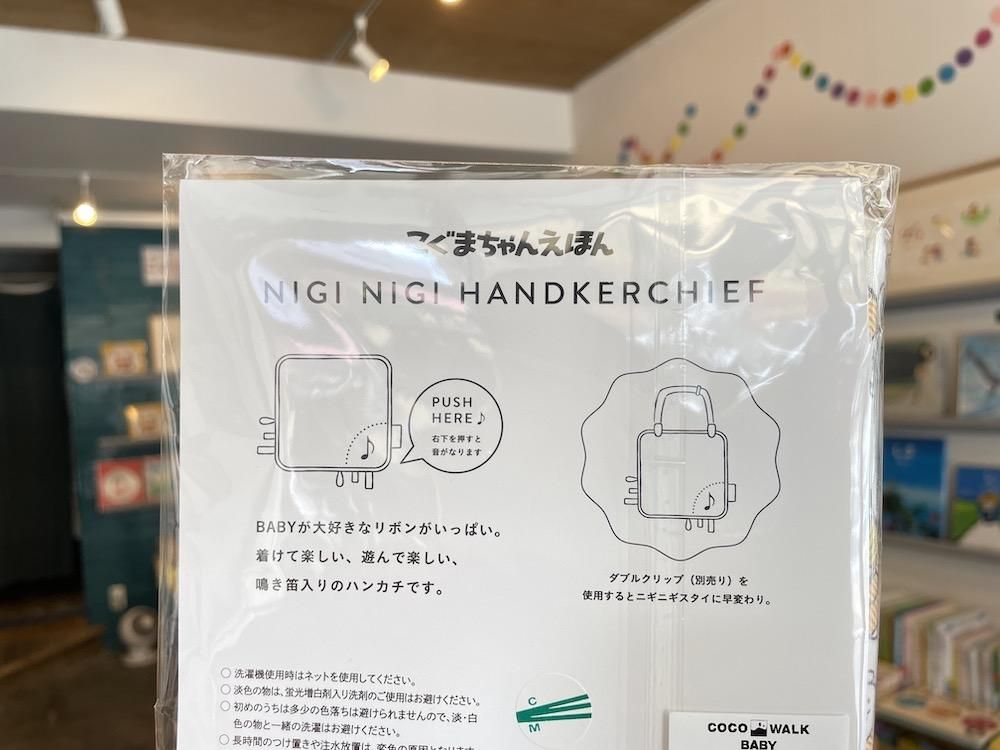 こぐまちゃんえほん
NIGI NIGI HANDKERCHIEF
PUSH
HERE♪
右下を押すと
音がなります
BABYが大好きなリボンがいっぱい。
着けて楽しい、遊んで楽しい、
鳴き笛入りのハンカチです。
ダブルクリップ（別売り）を
使用するとニギニギスタイに早変わり。
○ 洗濯機使用時はネットを使用してください。
○ 淡色の物は、蛍光増白剤入り洗剤のご使用はお避けください。
○ 初めのうちは多少の色落ちは避けられませんので、淡・白
色の物と一緒の洗濯はお避けください。
○ 長時間のつけ置きや注水放置は、変色の原因となります
C
M
COCO WALK
BABY